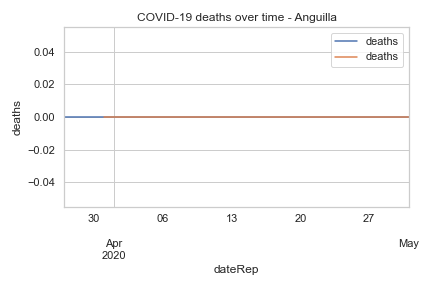 COVID-19 deaths over time - Anguilla
deaths
deaths
0.04
0.02
0.00
−0.02
−0.04
deaths
30 06 13 20 27
Apr May
2020
dateRep